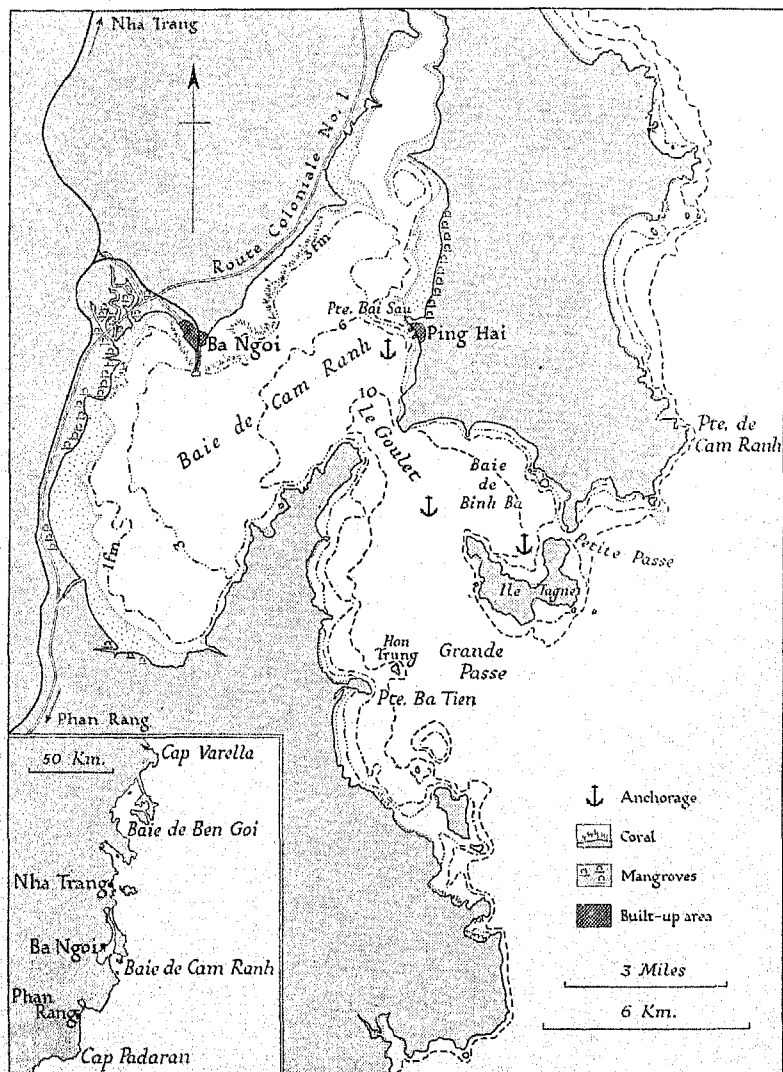 Nha Trang
Route Coloniale No. 1
3fm
Pte. Bai Sau
6
Ping Hai
Ba Ngoi
Baie de Cam Ranh
10
Le Goulet
Pte. de
Cam Ranh
Baie
de
Binh Ba
1fm
3
Petite Passe
Ile Tagne
Hon
Trung
Grande
Passe
Pte. Ba Tien
Phan Rang
50 Km.
Cap Varella
Baie de Ben Goi
Nha Trang
Ba Ngoi
Baie de Cam Ranh
Phan
Rang
Cap Padaran
Anchorage
Coral
Mangroves
Built-up area
3 Miles
6 Km.